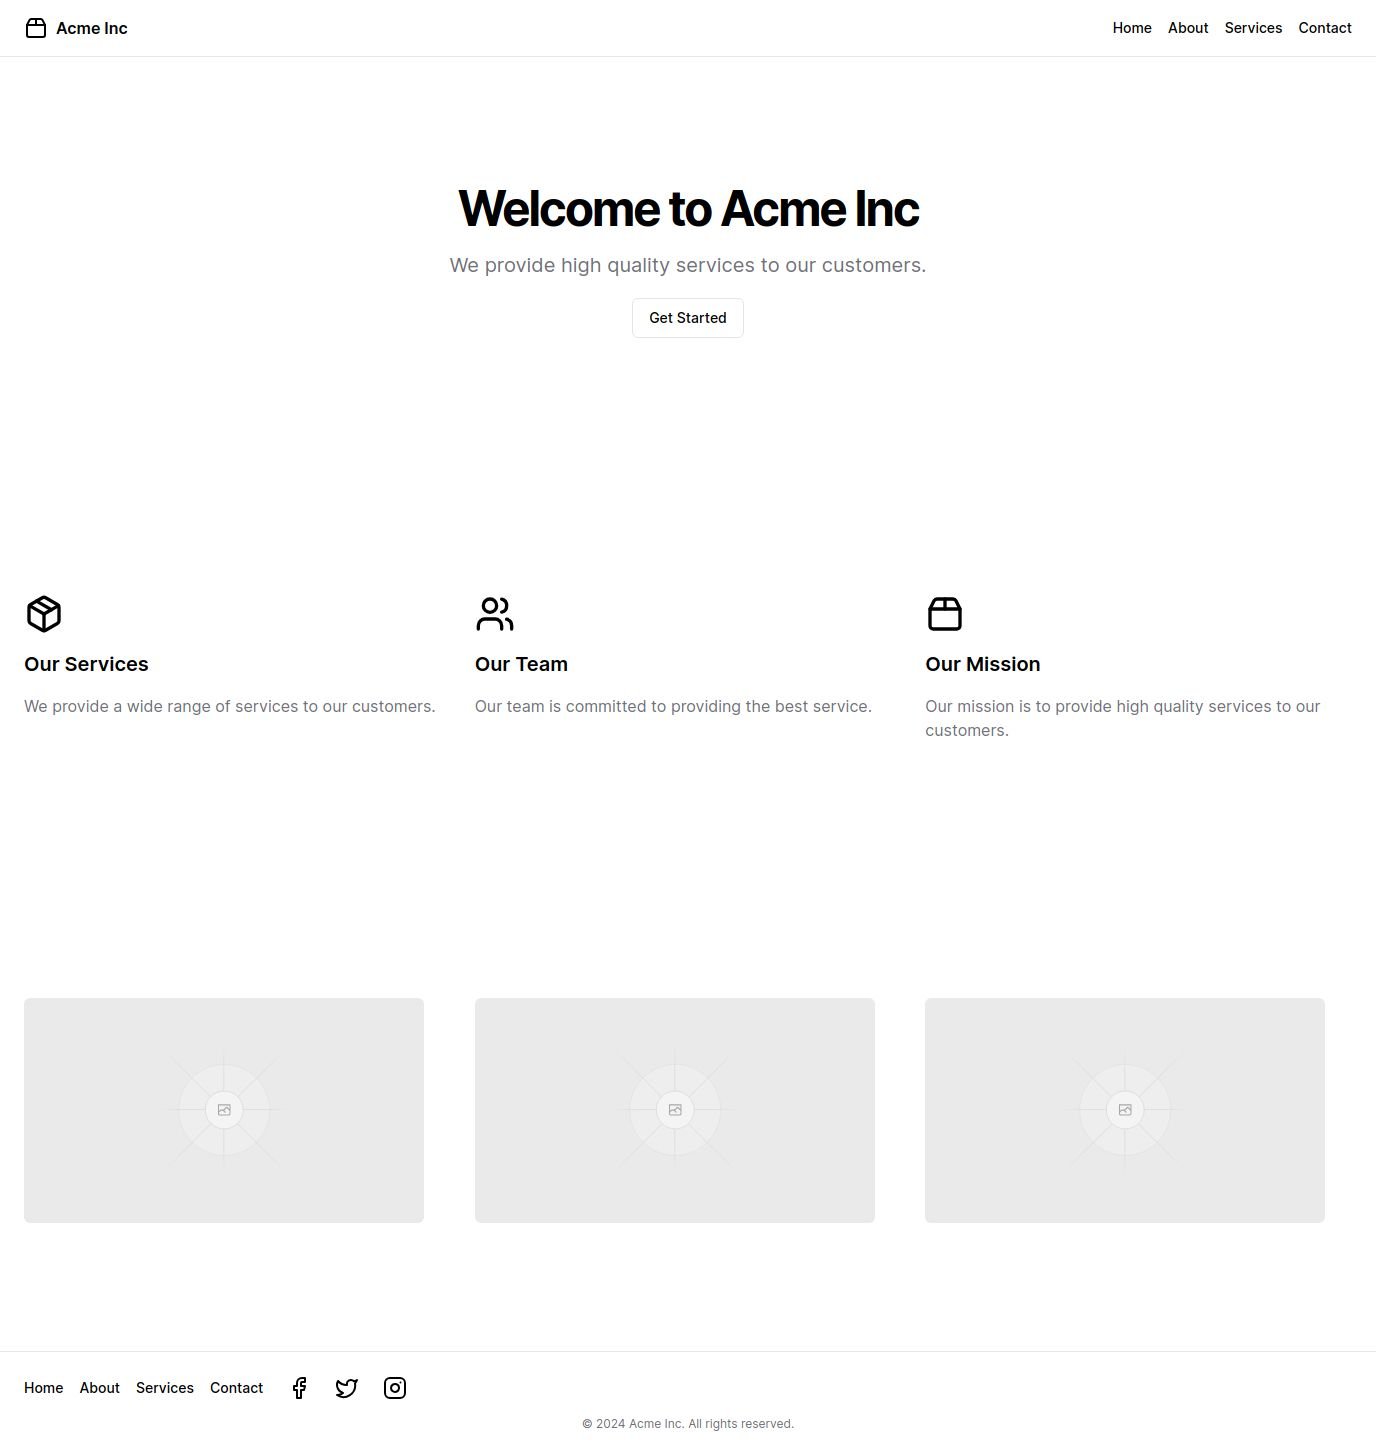 Acme Inc
Home About Services Contact
Welcome to Acme Inc
We provide high quality services to our customers.
Get Started
Our Services
We provide a wide range of services to our customers.
Our Team
Our team is committed to providing the best service.
Our Mission
Our mission is to provide high quality services to our
customers.
Home About Services Contact
© 2024 Acme Inc. All rights reserved.